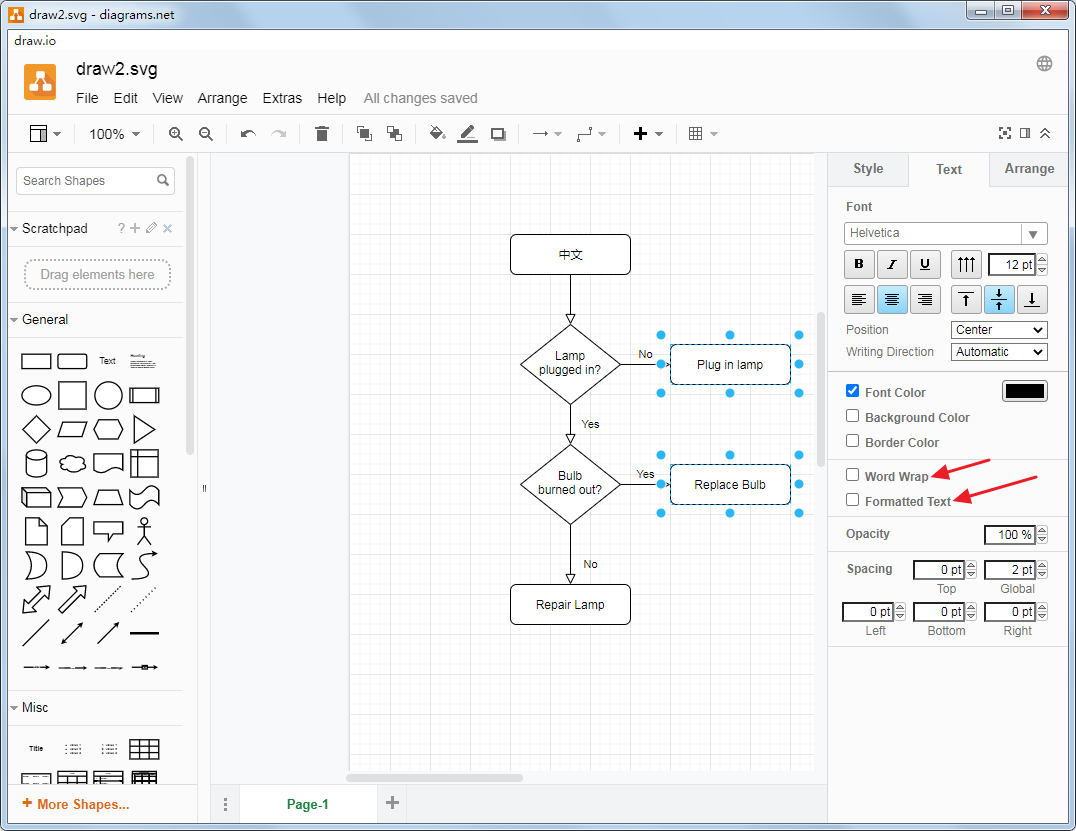 draw2.svg - diagrams.net
draw.io
draw2.svg
File Edit View Arrange Extras Help All changes saved
100%
Search Shapes
Scratchpad
?
Drag elements here
General
Text
Heading
Misc
Title
+ More Shapes...
中文
Lamp
plugged in?
No
Plug in lamp
Yes
Bulb
burned out?
Yes
Replace Bulb
No
Repair Lamp
Page-1
Style Text Arrange
Font
Helvetica
B I U
12 pt
Position Center
Writing Direction Automatic
Font Color
Background Color
Border Color
Word Wrap
Formatted Text
Opacity 100 %
Spacing 0 pt 2 pt
Top Global
0 pt 0 pt 0 pt
Left Bottom Right